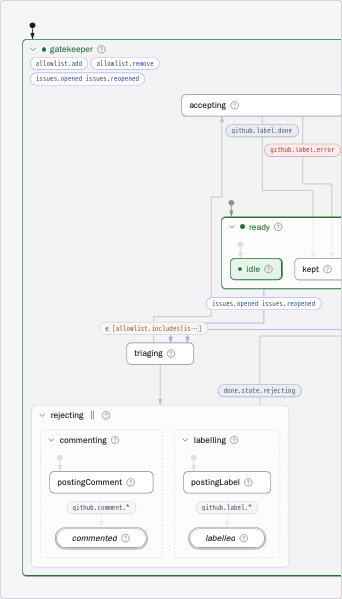 gatekeeper
allowlist.add allowlist.remove
issues.opened issues.reopened
accepting
github.label.done
github.label.error
ready
idle
kept
issues.opened issues.reopened
∈ [allowlist.includes(is⋯]
triaging
done.state.rejecting
rejecting
commenting
labelling
postingComment
postingLabel
github.comment.*
github.label.*
commented
labelled